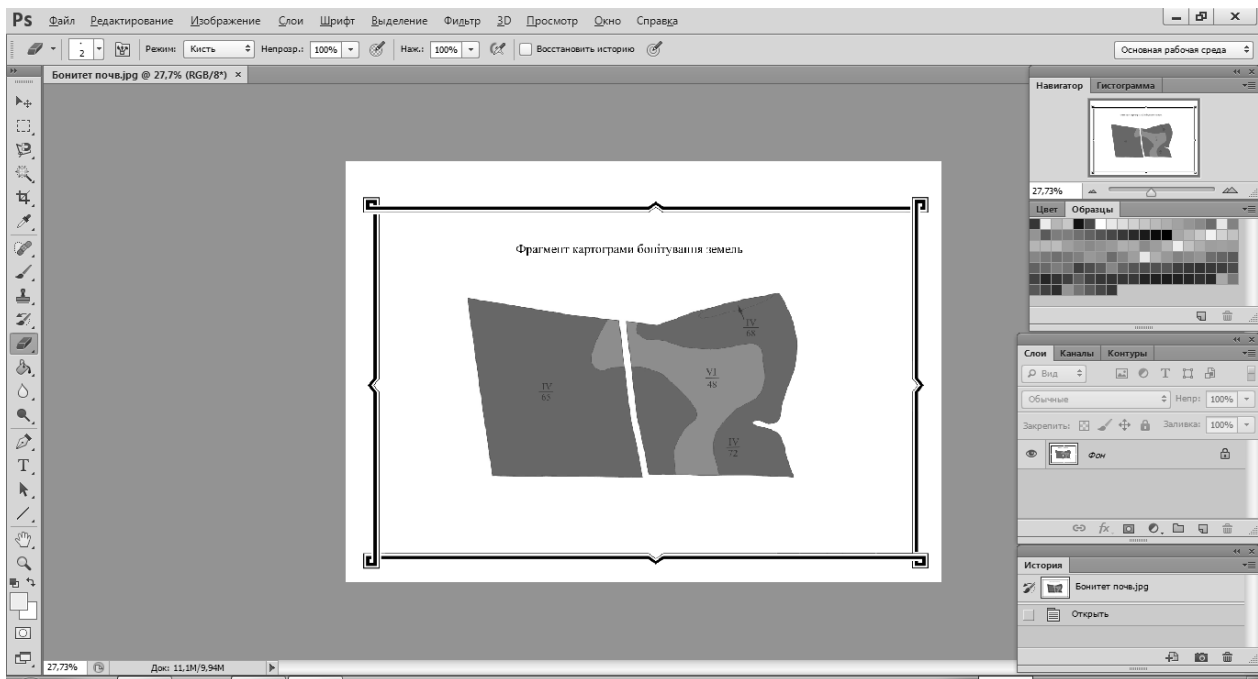 Ps Файл Редактирование Изображение Слои Шрифт Выделение Фильтр 3D Просмотр Окно Справка
2 Режим: Кисть Непрозр.: 100% Наж.: 100% Восстановить историю Основная рабочая среда
Бонитет почв.jpg @ 27,7% (RGB/8*) ×
Навигатор Гистограмма
27,73%
Цвет Образцы
Фрагмент картограми бонітування земель
IV
68
VI
48
IV
65
IV
72
Слои Каналы Контуры
Вид
Обычные Непр: 100%
Закрепить: Заливка: 100%
Фон
История
Бонитет почв.jpg
Открыть
27,73% Док: 11,1M/9,94M